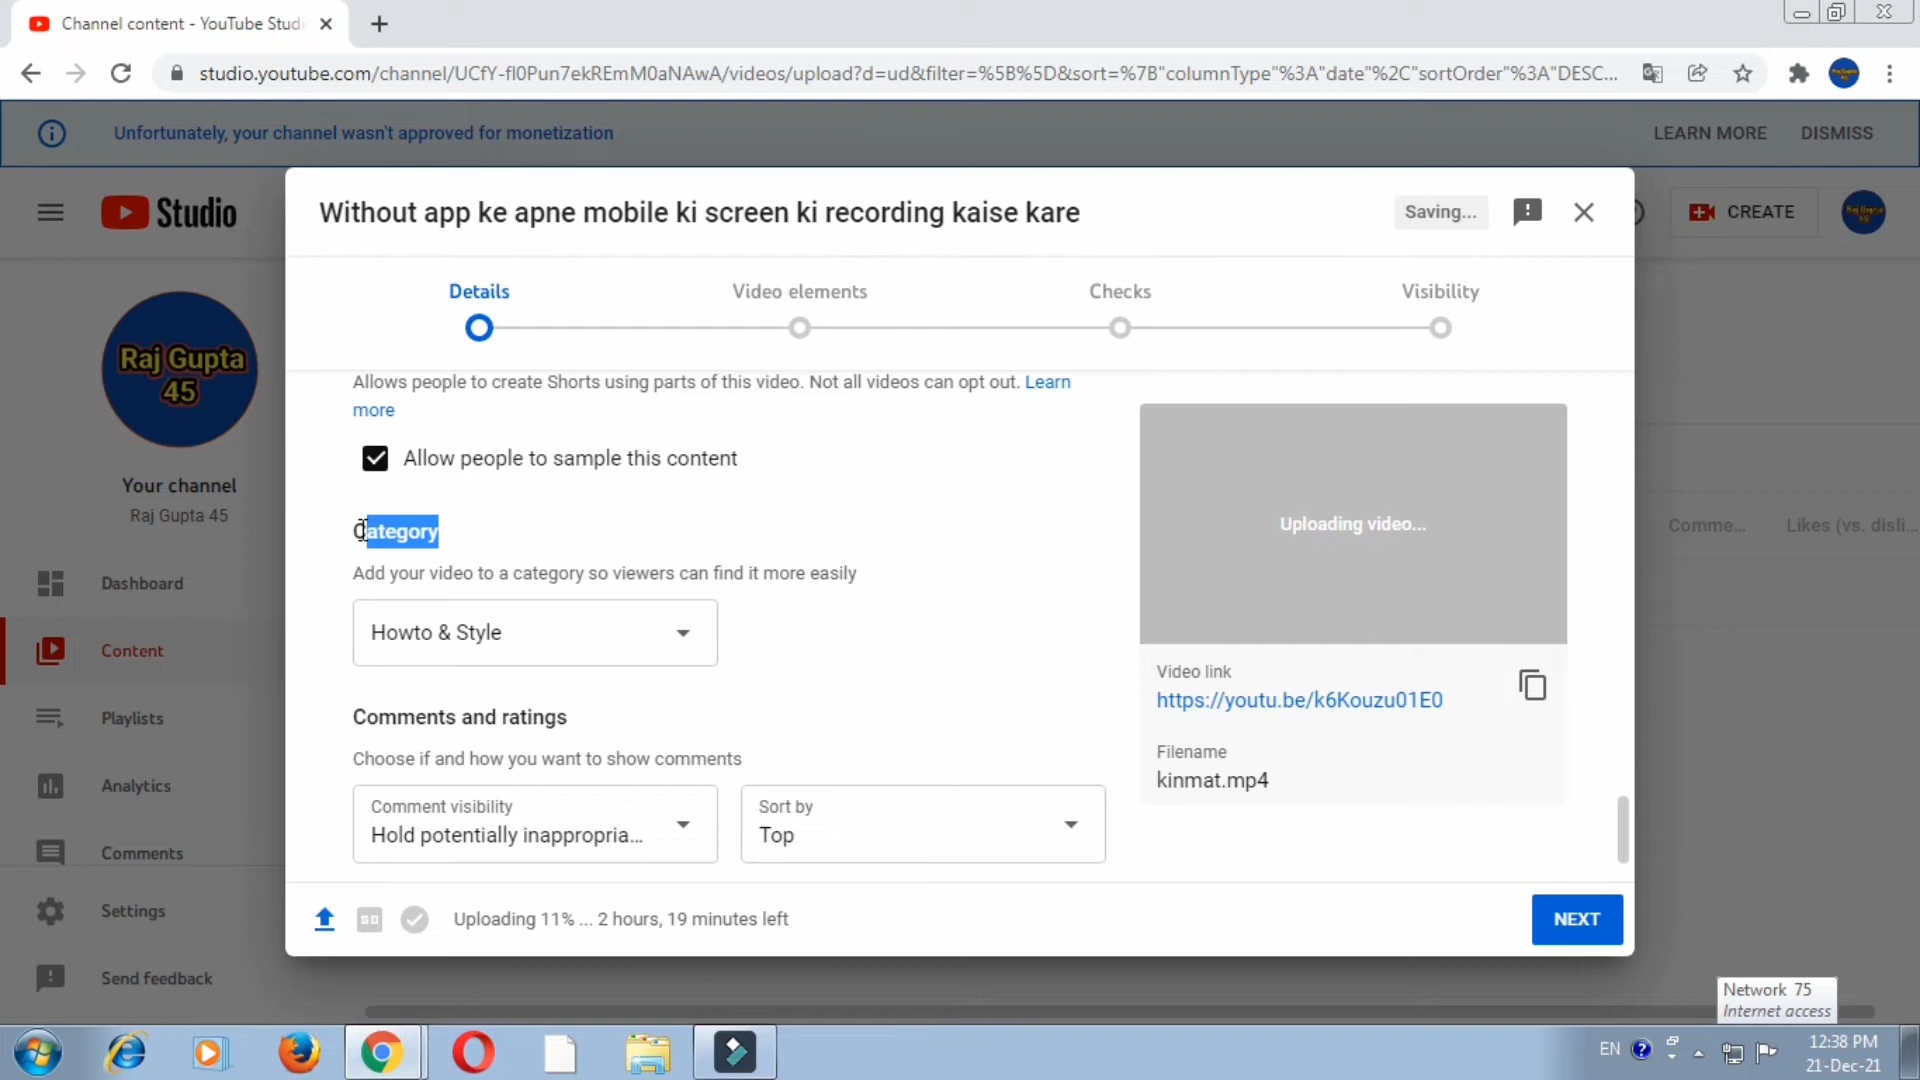 Channel content - YouTube Studi
studio.youtube.com/channel/UCfY-fI0Pun7ekREmM0aNAwA/videos/upload?d=ud&filter=%5B%5D&sort=%7B"columnType"%3A"date"%2C"sortOrder"%3A"DESC...
Unfortunately, your channel wasn't approved for monetization
LEARN MORE
DISMISS
Studio
Without app ke apne mobile ki screen ki recording kaise kare
Saving...
CREATE
Details
Video elements
Checks
Visibility
Raj Gupta
45
Your channel
Raj Gupta 45
Dashboard
Content
Playlists
Analytics
Comments
Settings
Send feedback
Allows people to create Shorts using parts of this video. Not all videos can opt out. Learn
more
Allow people to sample this content
Category
Add your video to a category so viewers can find it more easily
Howto & Style
Comments and ratings
Choose if and how you want to show comments
Comment visibility
Hold potentially inappropria...
Sort by
Top
Uploading video...
Video link
https://youtu.be/k6Kouzu01E0
Filename
kinmat.mp4
Comme...
Likes (vs. disli...
Uploading 11% ... 2 hours, 19 minutes left
NEXT
Network 75
Internet access
EN
12:38 PM
21-Dec-21